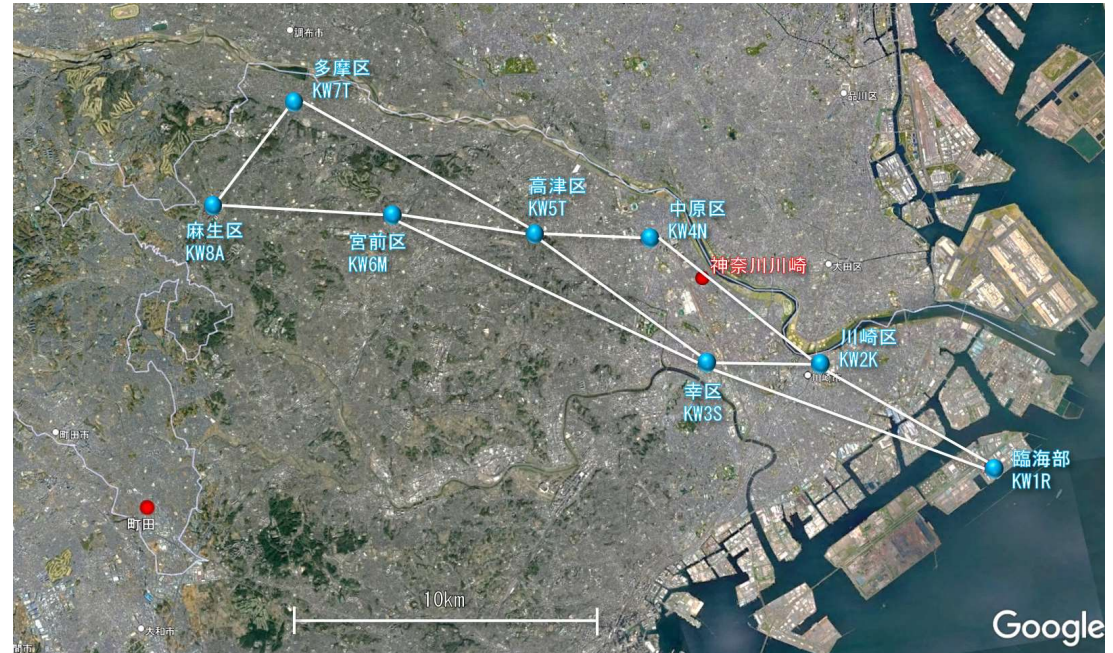 調布市
多摩区
KW7T
品川区
高津区
KW5T
中原区
KW4N
麻生区
KW8A
宮前区
KW6M
神奈川川崎
大田区
川崎区
KW2K
川崎市
幸区
KW3S
町田市
臨海部
KW1R
町田
10km
大和市
Google